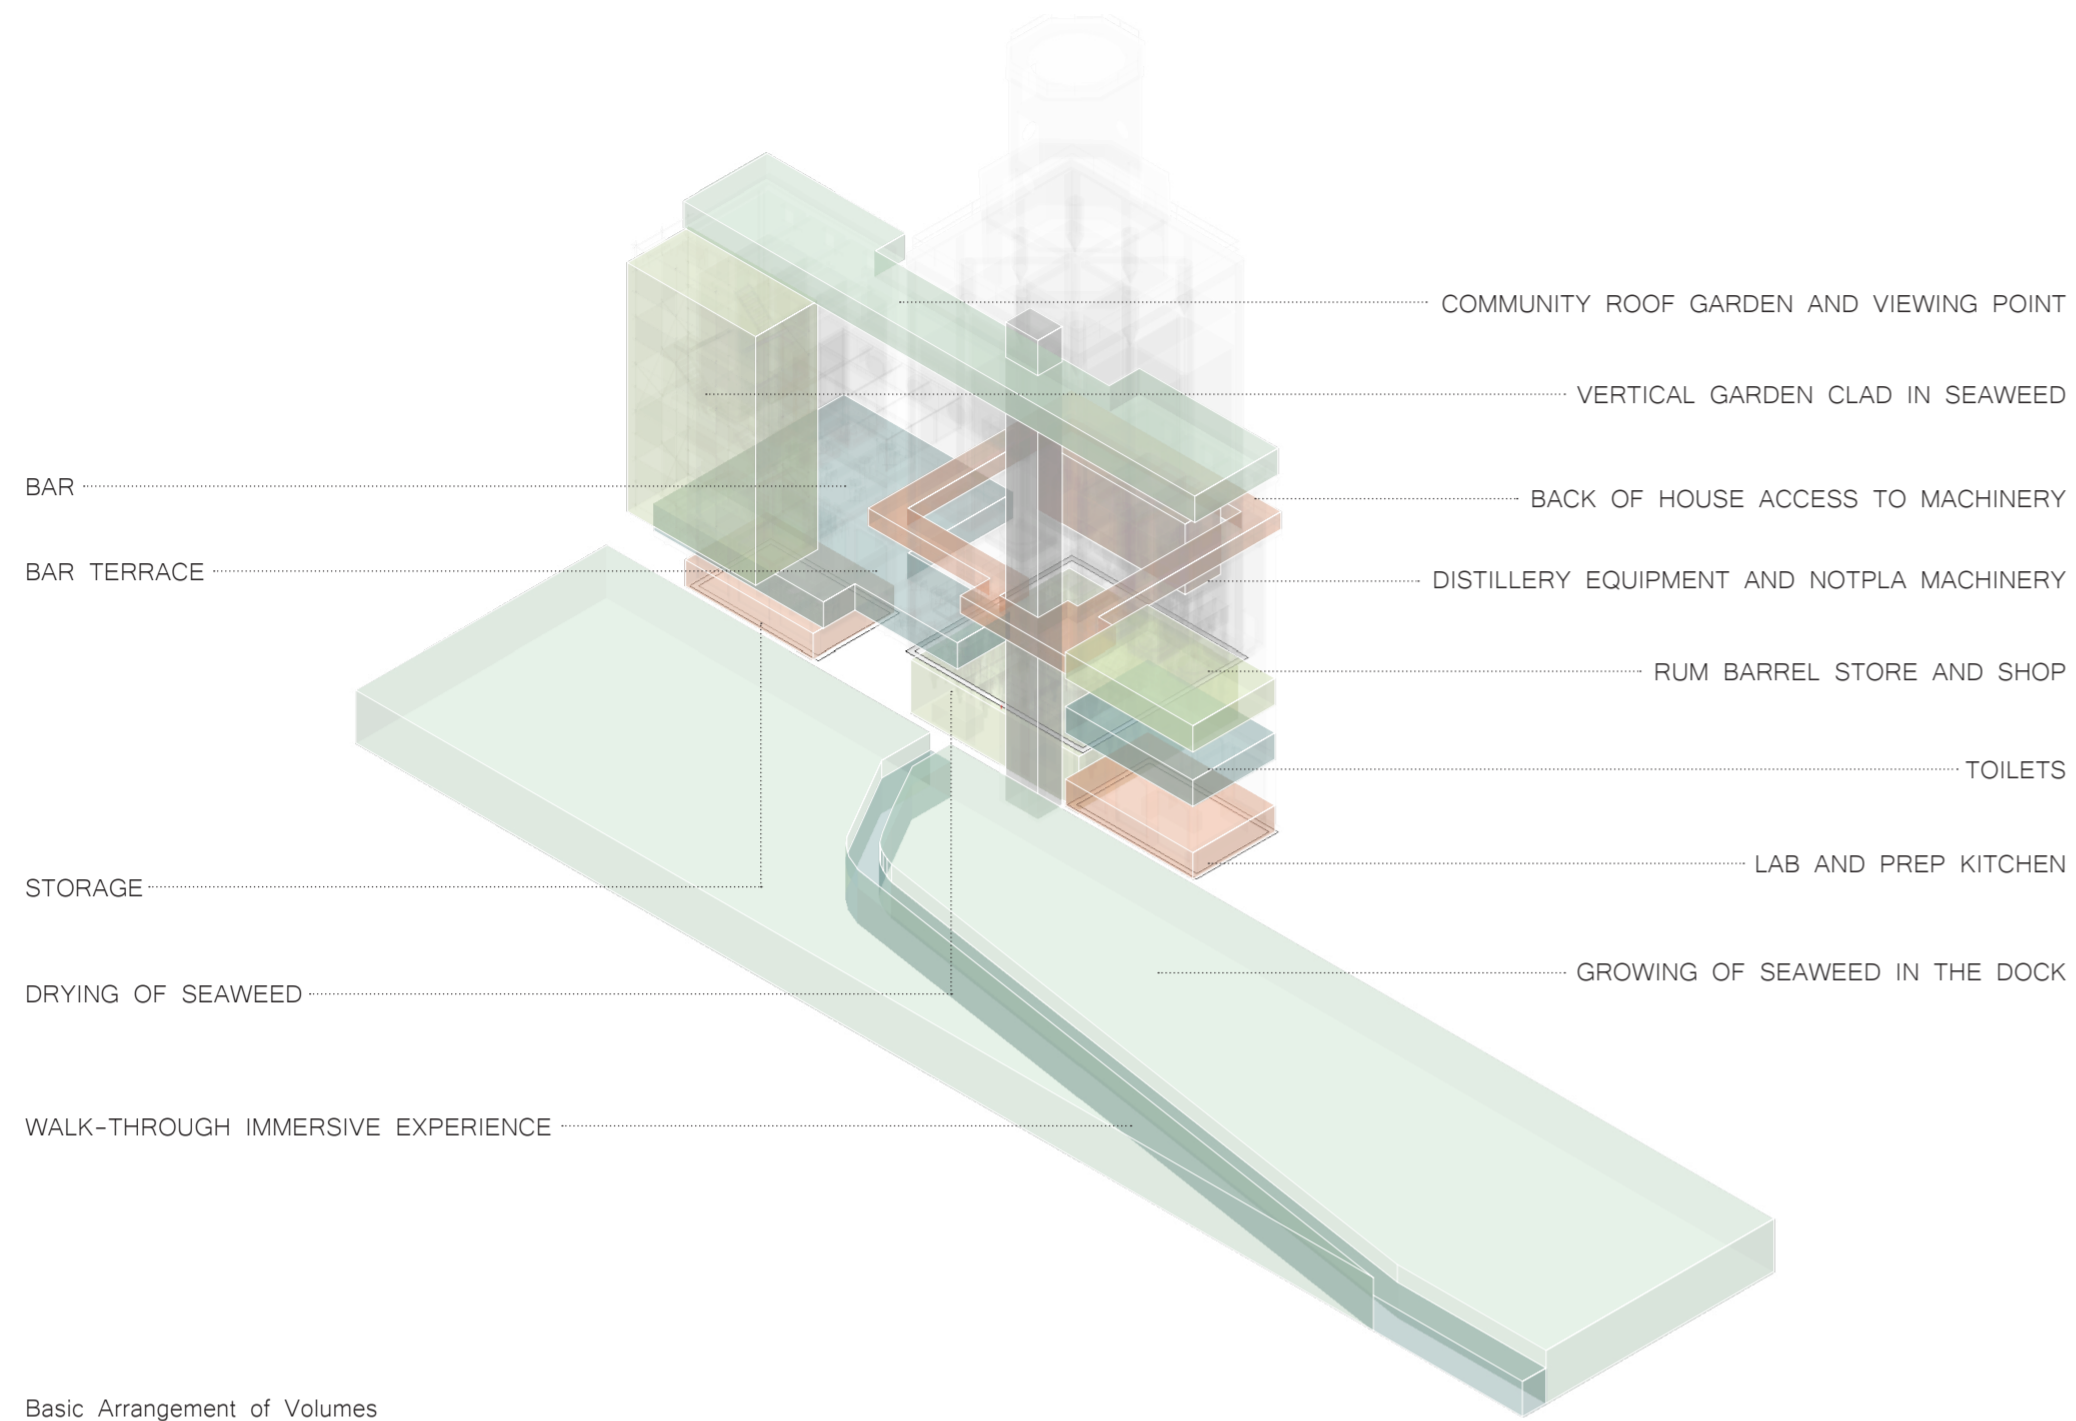 COMMUNITY ROOF GARDEN AND VIEWING POINT
VERTICAL GARDEN CLAD IN SEAWEED
BAR
BACK OF HOUSE ACCESS TO MACHINERY
BAR TERRACE
DISTILLERY EQUIPMENT AND NOTPLA MACHINERY
RUM BARREL STORE AND SHOP
TOILETS
LAB AND PREP KITCHEN
STORAGE
GROWING OF SEAWEED IN THE DOCK
DRYING OF SEAWEED
WALK-THROUGH IMMERSIVE EXPERIENCE
Basic Arrangement of Volumes